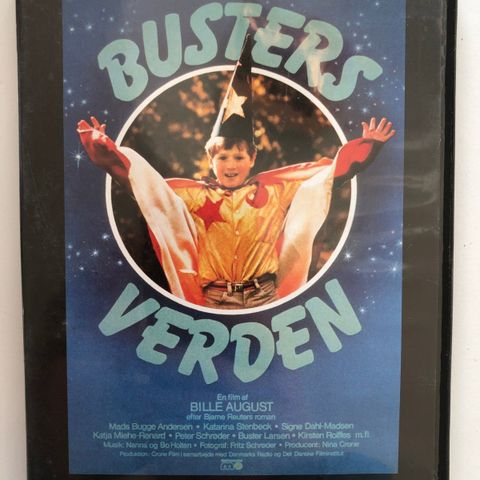 BUSTERS
VERDEN
En film af
BILLE AUGUST
efter Bjarne Reuters roman
Mads Bugge Andersen • Katarina Stenbeck • Signe Dahl-Madsen
Katja Miehe-Renard • Peter Schrøder • Buster Larsen • Kirsten Rolffes m.fl.
Musik: Nanna og Bo Holten • Fotograf: Fritz Schrøder • Producent: Nina Crone
Produktion: Crone Film i samarbejde med Danmarks Radio og Det Danske Filminstitut